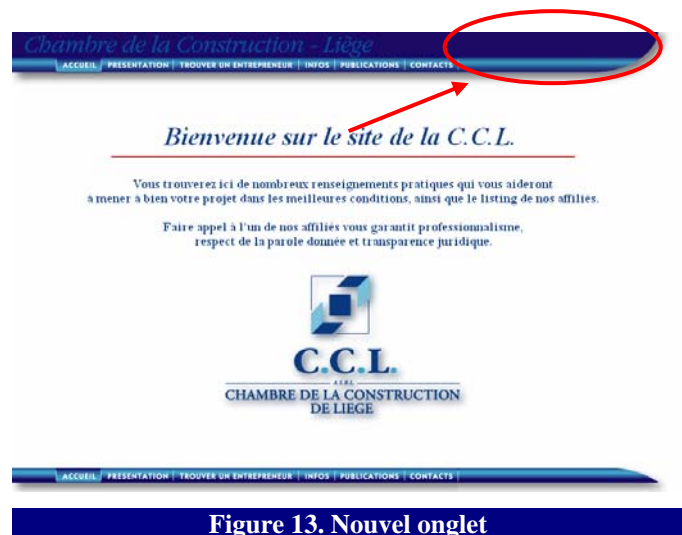 Chambre de la Construction - Liège
ACCUEIL PRESENTATION TROUVER UN ENTREPRENEUR INFOS PUBLICATIONS CONTACTS
Bienvenue sur le site de la C.C.L.
Vous trouverez ici de nombreux renseignements pratiques qui vous aideront
à mener à bien votre projet dans les meilleures conditions, ainsi que le listing de nos affiliés.
Faire appel à l'un de nos affiliés vous garantit professionnalisme,
respect de la parole donnée et transparence juridique.
C.C.L.
A.S.B.L.
CHAMBRE DE LA CONSTRUCTION
DE LIEGE
ACCUEIL PRESENTATION TROUVER UN ENTREPRENEUR INFOS PUBLICATIONS CONTACTS
Figure 13. Nouvel onglet